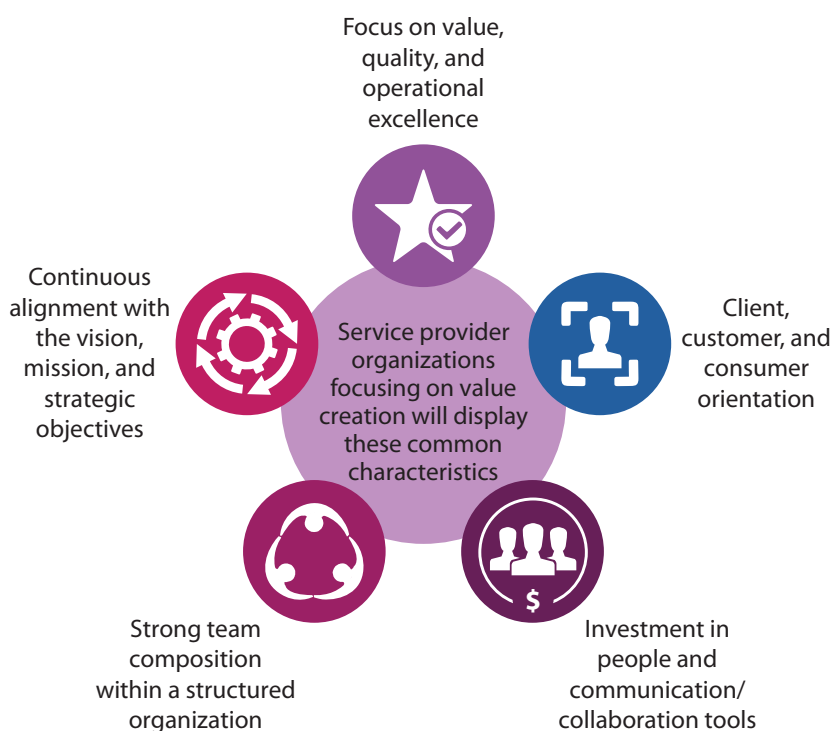 Focus on value,
quality, and
operational
excellence
Continuous
alignment with
the vision,
mission, and
strategic
objectives
Service provider
organizations
focusing on value
creation will display
these common
characteristics
Client,
customer, and
consumer
orientation
Strong team
composition
within a structured
organization
$
Investment in
people and
communication/
collaboration tools